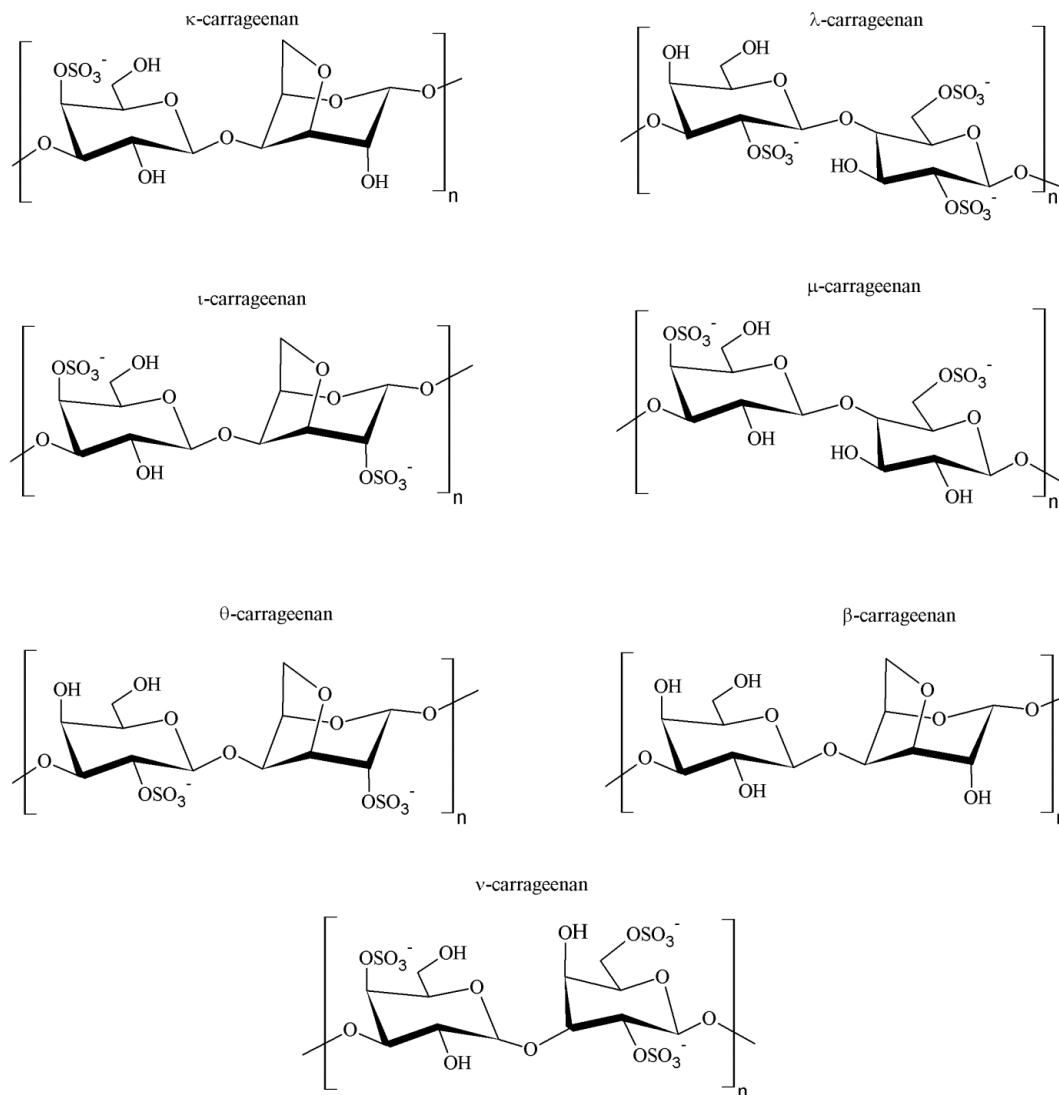 κ-carrageenan
OSO₃⁻ OH O O O O O O OH OH n
λ-carrageenan
OH OH O O OSO₃⁻ O OSO₃⁻ O HO OSO₃⁻ O n
ι-carrageenan
OSO₃⁻ OH O O OH O O O O OSO₃⁻ n
μ-carrageenan
OSO₃⁻ OH O O OH O OSO₃⁻ O HO OH O n
θ-carrageenan
OH OH O O OSO₃⁻ O O O O OSO₃⁻ n
β-carrageenan
OH OH O O OH O O O O OH n
ν-carrageenan
OSO₃⁻ OH O O OH O OH OSO₃⁻ O OSO₃⁻ O n